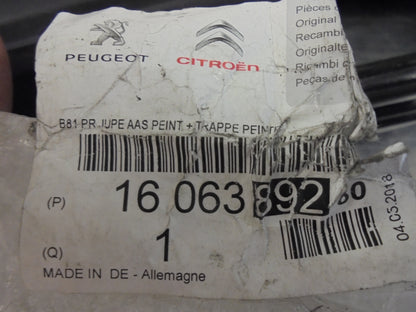 PEUGEOT
CITROËN
Pièces
Original
Recambi
Originalte
Ricambi
Peças de
B81 PR JUPE AAS PEINT + TRAPPE PEINTE
(P) 16 063 892 80
(Q) 1
04.05.2018
MADE IN DE - Allemagne